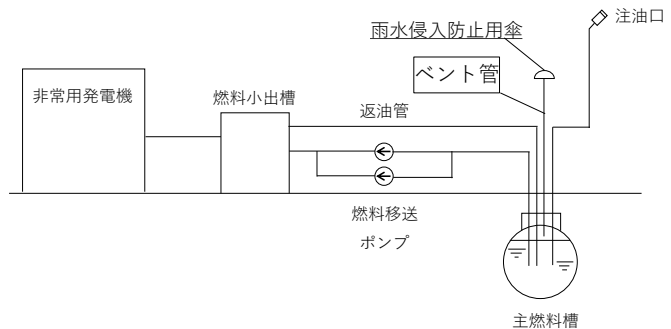 注油口
雨水侵入防止用傘
ベント管
非常用発電機
燃料小出槽
返油管
燃料移送
ポンプ
主燃料槽